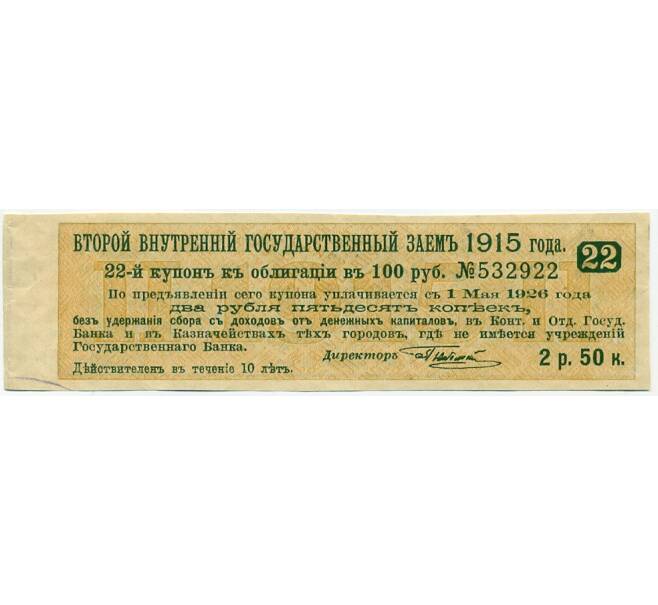 ВТОРОЙ ВНУТРЕННІЙ ГОСУДАРСТВЕННЫЙ ЗАЕМЪ 1915 года. 22
22-й купонъ къ облигаціи въ 100 руб. №532922
По предъявленіи сего купона уплачивается съ 1 Мая 1926 года
два рубля пятьдесятъ копѣекъ,
безъ удержанія сбора съ доходовъ отъ денежныхъ капиталовъ, въ Конт. и Отд. Госуд.
Банка и въ Казначействахъ тѣхъ городовъ, гдѣ не имѣется учрежденій
Государственнаго Банка.
Директоръ
2 р. 50 к.
Дѣйствителенъ въ теченіе 10 лѣтъ.